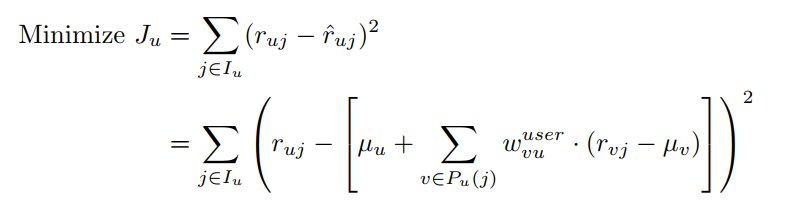 Minimize $J_u = \sum_{j \in I_u} (r_{uj} - \hat{r}_{uj})^2$
$= \sum_{j \in I_u} \left( r_{uj} - \left[ \mu_u + \sum_{v \in P_u(j)} w_{vu}^{user} \cdot (r_{vj} - \mu_v) \right] \right)^2$